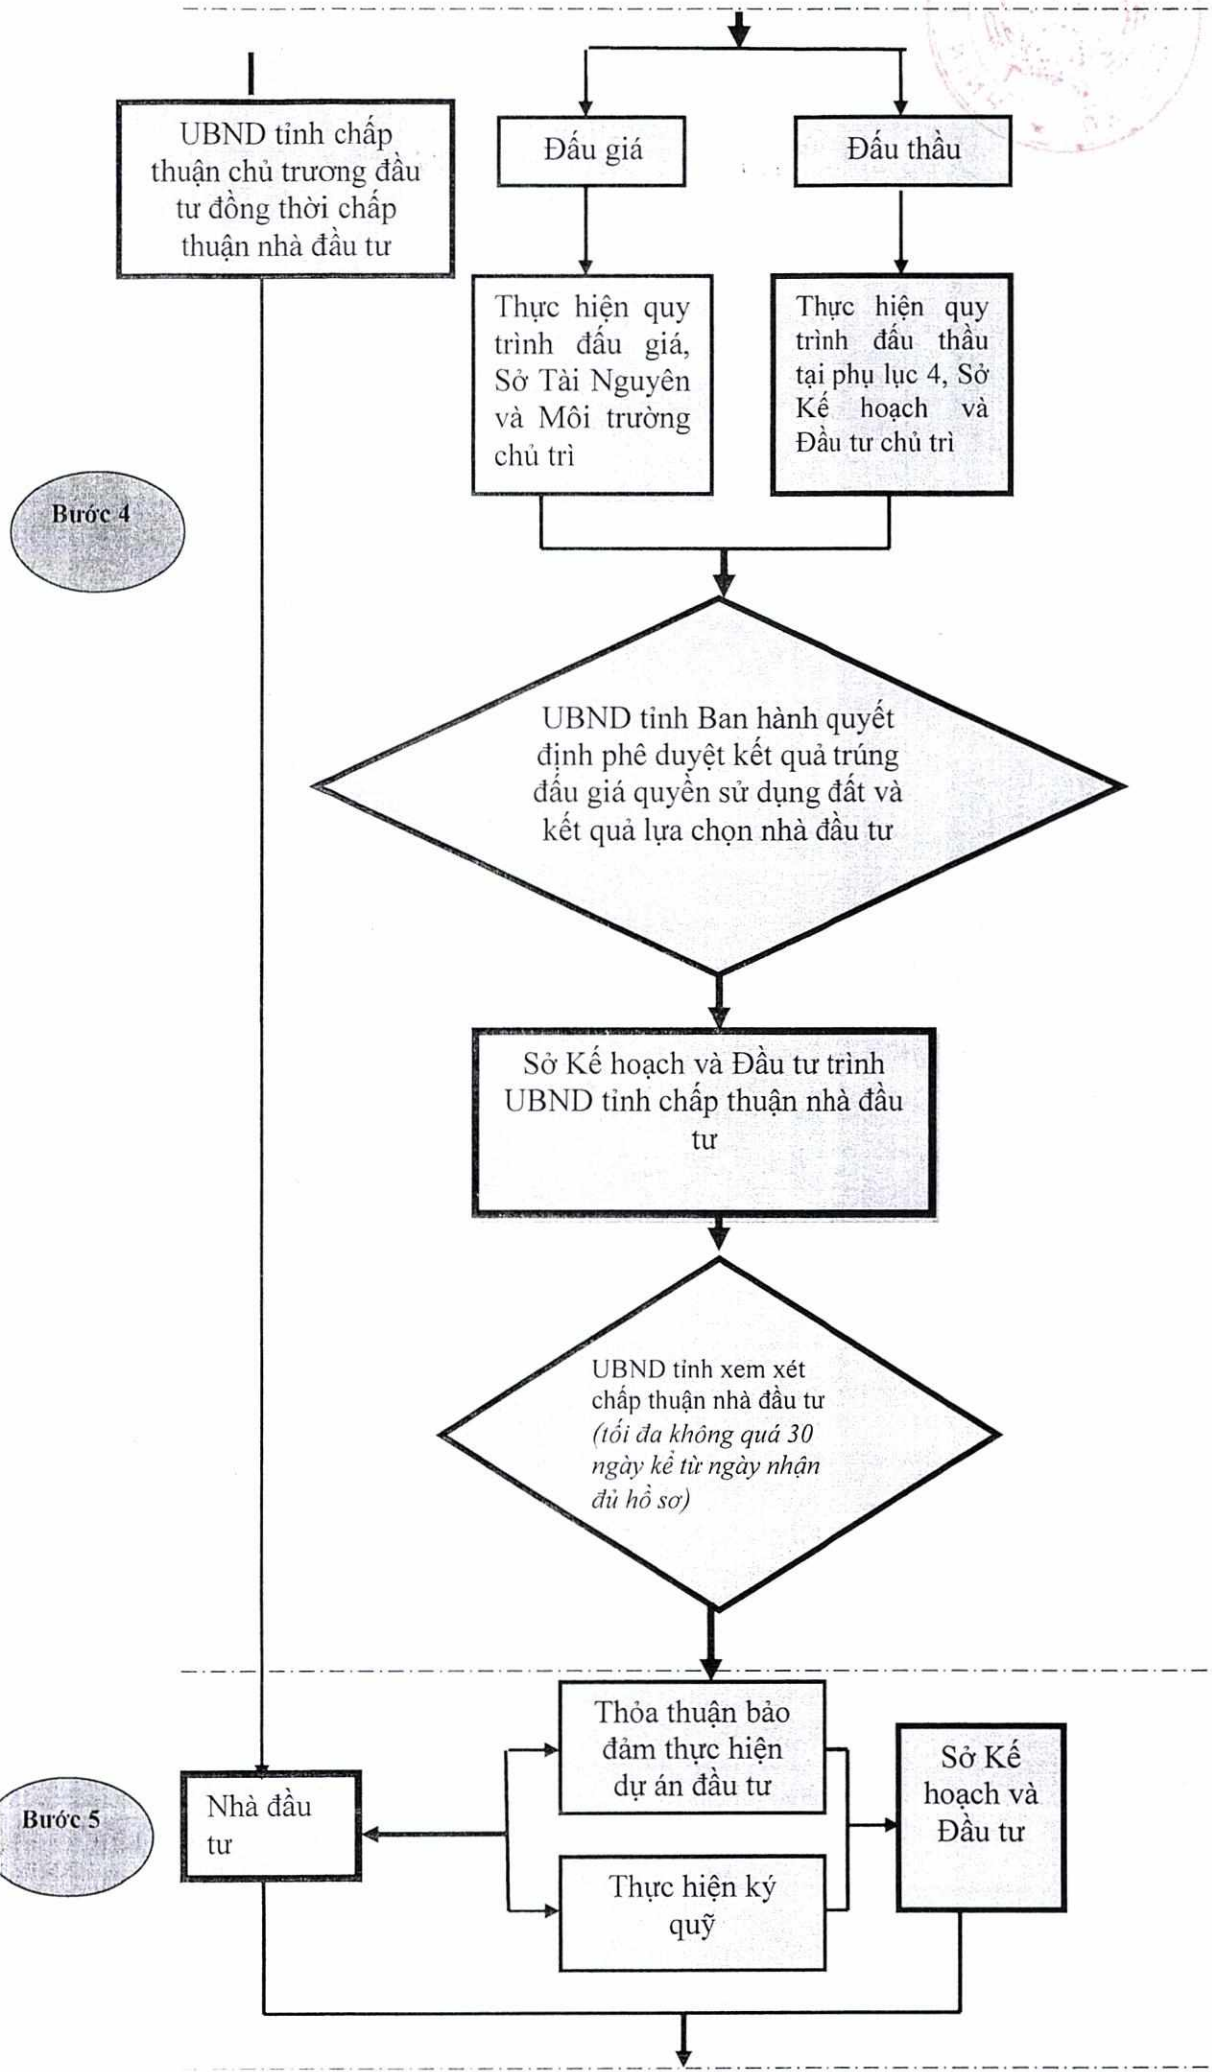 UBND tỉnh chấp
thuận chủ trương đầu
tư đồng thời chấp
thuận nhà đầu tư
Đấu giá
Đấu thầu
Thực hiện quy
trình đấu giá,
Sở Tài Nguyên
và Môi trường
chủ trì
Thực hiện quy
trình đấu thầu
tại phụ lục 4, Sở
Kế hoạch và
Đầu tư chủ trì
Bước 4
UBND tỉnh Ban hành quyết
định phê duyệt kết quả trúng
đấu giá quyền sử dụng đất và
kết quả lựa chọn nhà đầu tư
Sở Kế hoạch và Đầu tư trình
UBND tỉnh chấp thuận nhà đầu
tư
UBND tỉnh xem xét
chấp thuận nhà đầu tư
(tối đa không quá 30
ngày kể từ ngày nhận
đủ hồ sơ)
Thỏa thuận bảo
đảm thực hiện
dự án đầu tư
Sở Kế
hoạch và
Đầu tư
Bước 5
Nhà đầu
tư
Thực hiện ký
quỹ